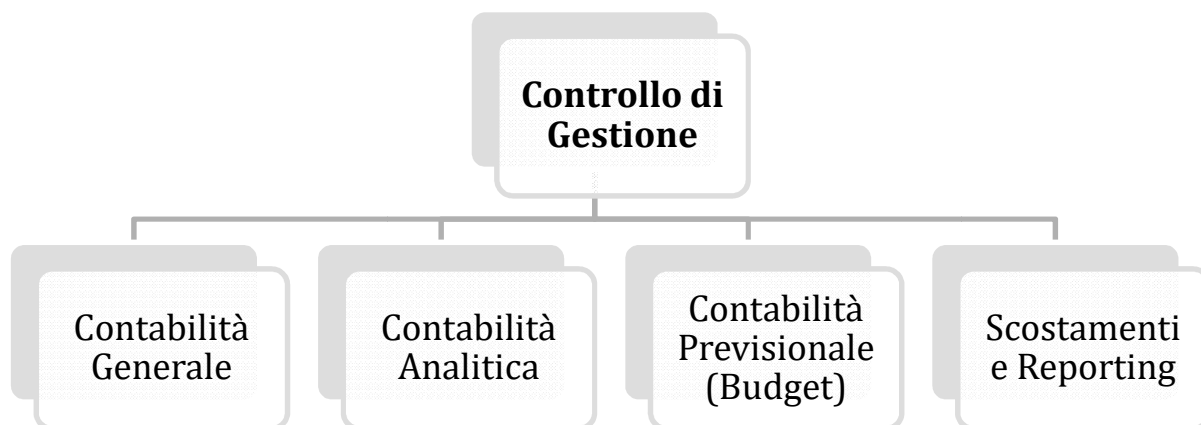 Controllo di
Gestione
Contabilità
Generale
Contabilità
Analitica
Contabilità
Previsionale
(Budget)
Scostamenti
e Reporting